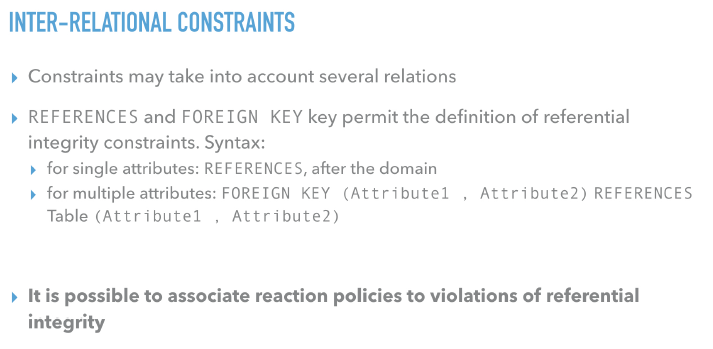 INTER-RELATIONAL CONSTRAINTS
Constraints may take into account several relations
REFERENCES and FOREIGN KEY key permit the definition of referential
integrity constraints. Syntax:
for single attributes: REFERENCES, after the domain
for multiple attributes: FOREIGN KEY (Attribute1 , Attribute2) REFERENCES
Table (Attribute1 , Attribute2)
It is possible to associate reaction policies to violations of referential
integrity